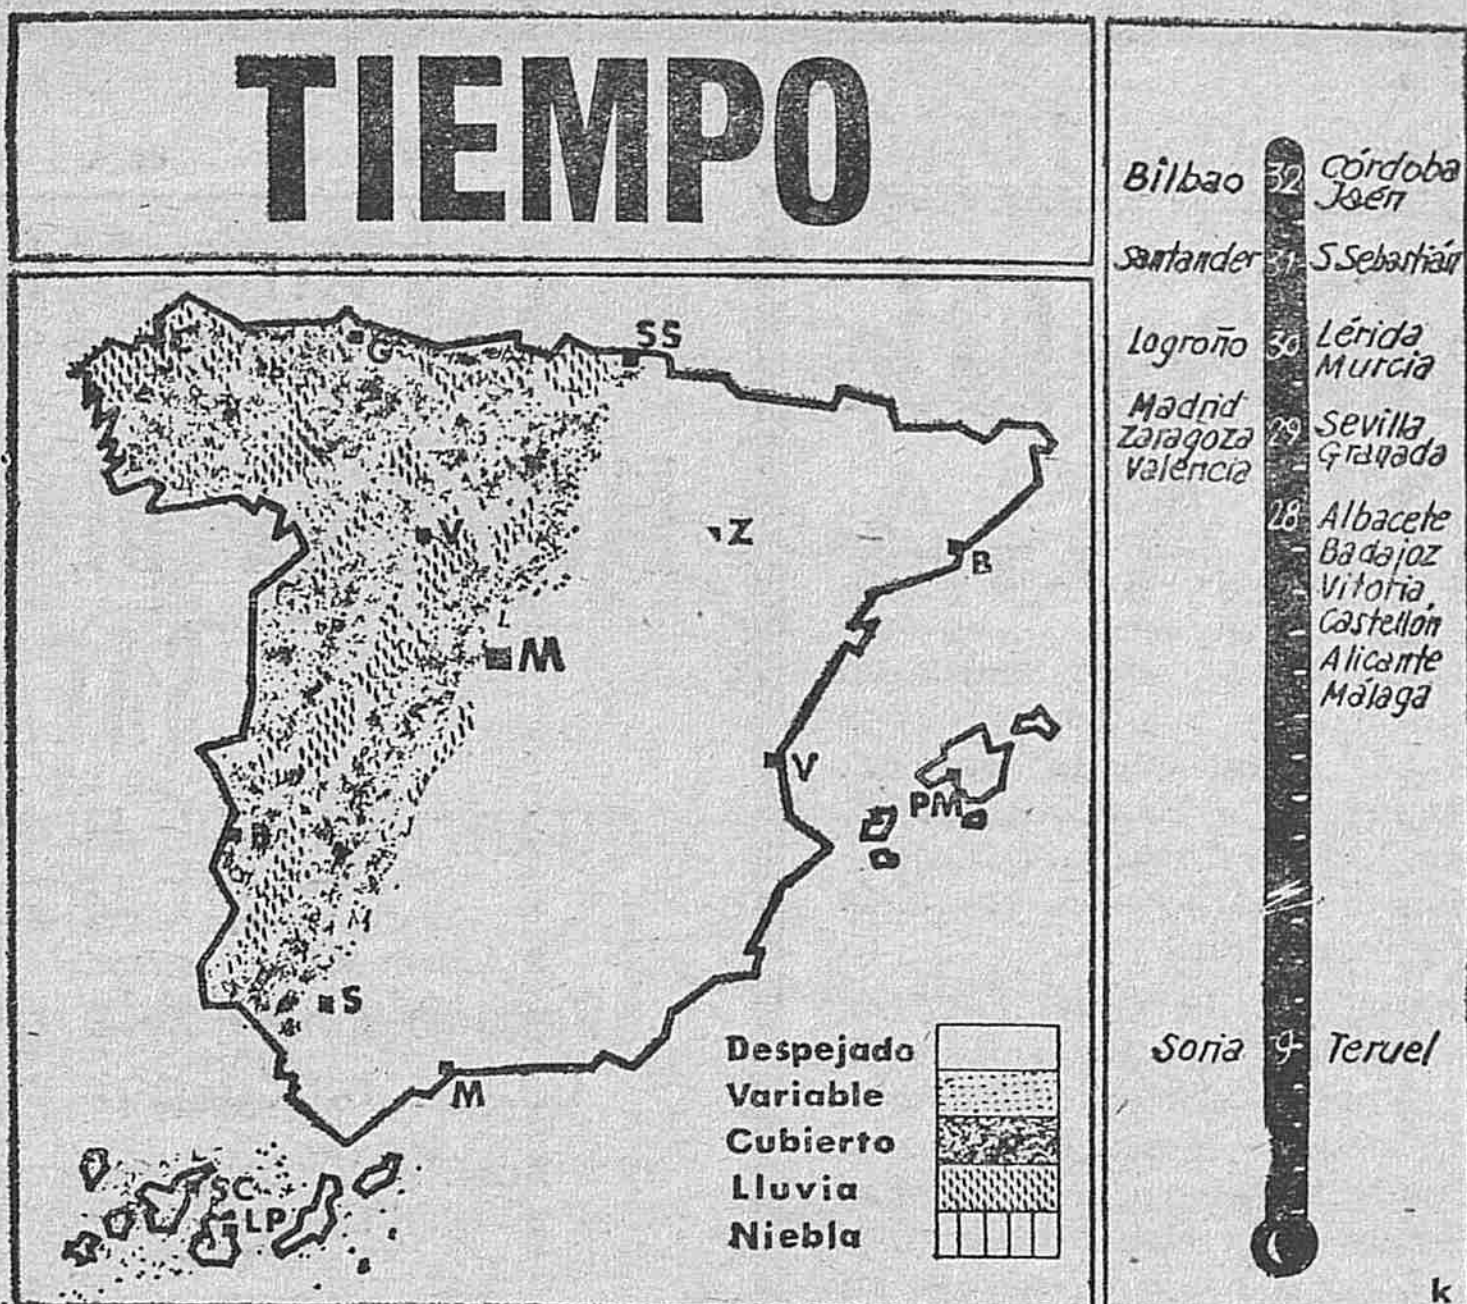 TIEMPO
SS
G
V
Z
B
M
V
PM
B
S
M
SC
LP
Despejado
Variable
Cubierto
Lluvia
Niebla
Bilbao 32 Córdoba
Jaén
Santander 31 S Sebastián
Logroño 30 Lérida
Murcia
Madrid
Zaragoza 29 Sevilla
Valencia Granada
28 Albacete
Badajoz
Vitoria,
Castellón
Alicante
Málaga
Soria 9 Teruel
k